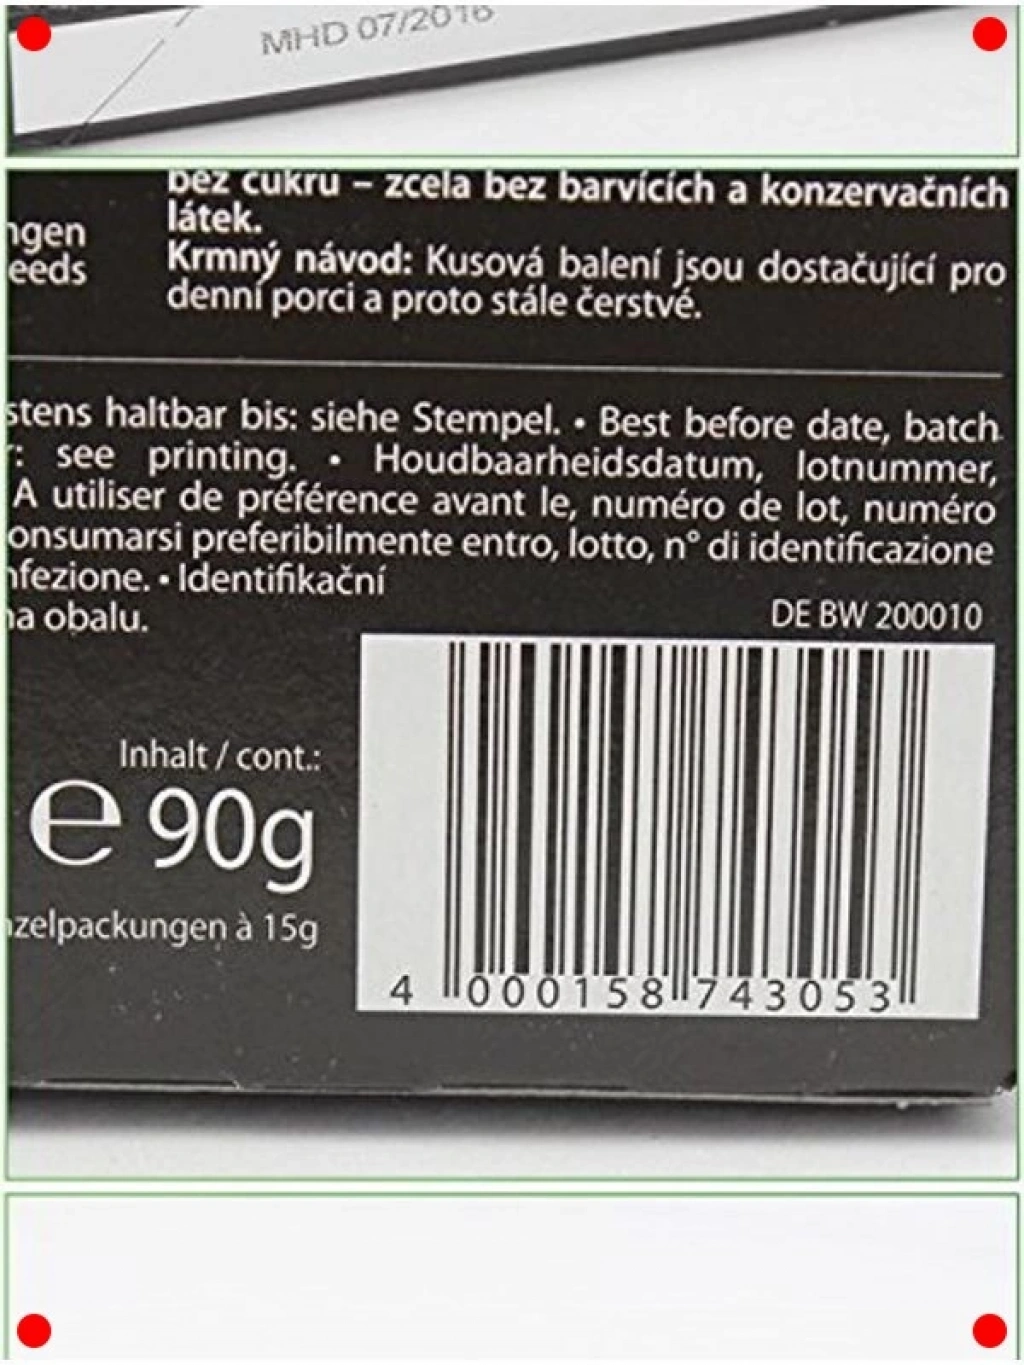 MHD 07/2016
bez cukru – zcela bez barvících a konzervačních
látek.
ngen
eeds
Krmný návod: Kusová balení jsou dostačující pro
denní porci a proto stále čerstvé.
stens haltbar bis: siehe Stempel. • Best before date, batch
r: see printing. • Houdbaarheidsdatum, lotnummer,
A utiliser de préférence avant le, numéro de lot, numéro
onsumarsi preferibilmente entro, lotto, n° di identificazione
nfezione. • Identifikační
na obalu.
DE BW 200010
Inhalt / cont.:
e 90g
nzelpackungen à 15g
4 000158 743053